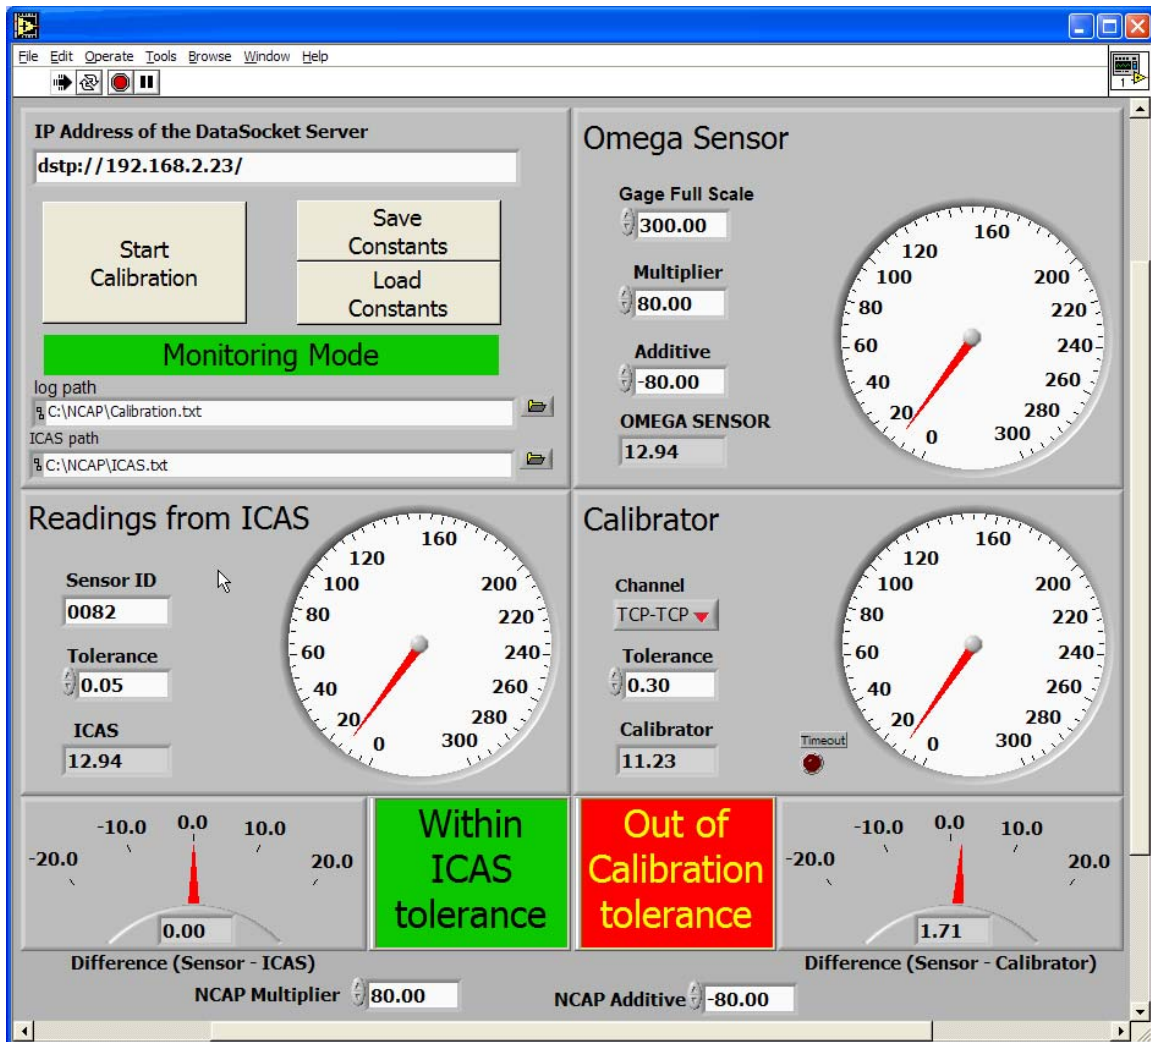 File Edit Operate Tools Browse Window Help
1
IP Address of the DataSocket Server
dstp://192.168.2.23/
Start
Calibration
Save
Constants
Load
Constants
Monitoring Mode
log path
C:\NCAP\Calibration.txt
ICAS path
C:\NCAP\ICAS.txt
Omega Sensor
Gage Full Scale
300.00
Multiplier
80.00
Additive
-80.00
OMEGA SENSOR
12.94
0 20 40 60 80 100 120 160 200 220 240 260 280 300
Readings from ICAS
Sensor ID
0082
Tolerance
0.05
ICAS
12.94
0 20 40 60 80 100 120 160 200 220 240 260 280 300
Calibrator
Channel
TCP-TCP
Tolerance
0.30
Calibrator
11.23
Timeout
0 20 40 60 80 100 120 160 200 220 240 260 280 300
-20.0 -10.0 0.0 10.0 20.0
0.00
Difference (Sensor - ICAS)
Within
ICAS
tolerance
Out of
Calibration
tolerance
-20.0 -10.0 0.0 10.0 20.0
1.71
Difference (Sensor - Calibrator)
NCAP Multiplier 80.00
NCAP Additive -80.00